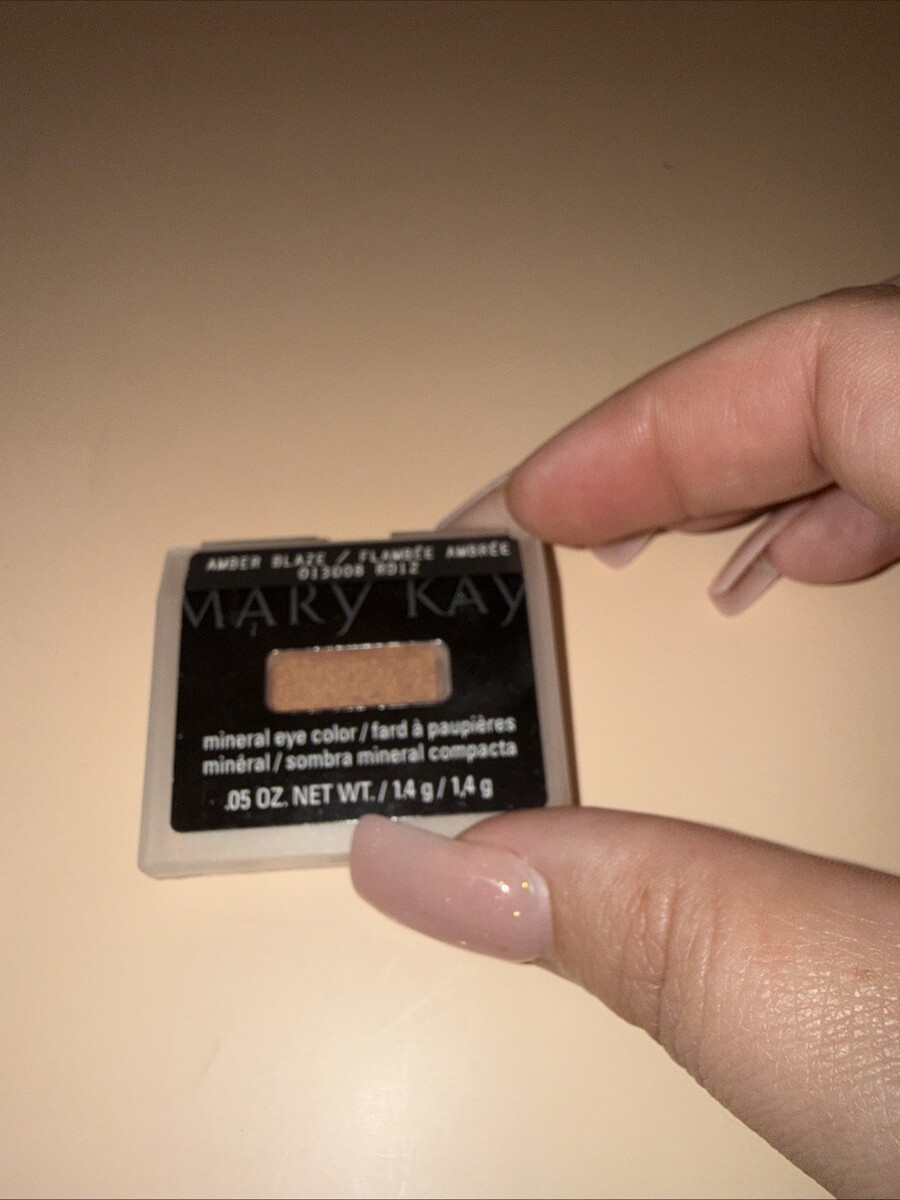 AMBER BLAZE / FLAMBÉE AMBRÉE
013008 RD12
MARY KAY
mineral eye color / fard à paupières
minéral / sombra mineral compacta
.05 OZ. NET WT. / 1.4 g / 1,4 g